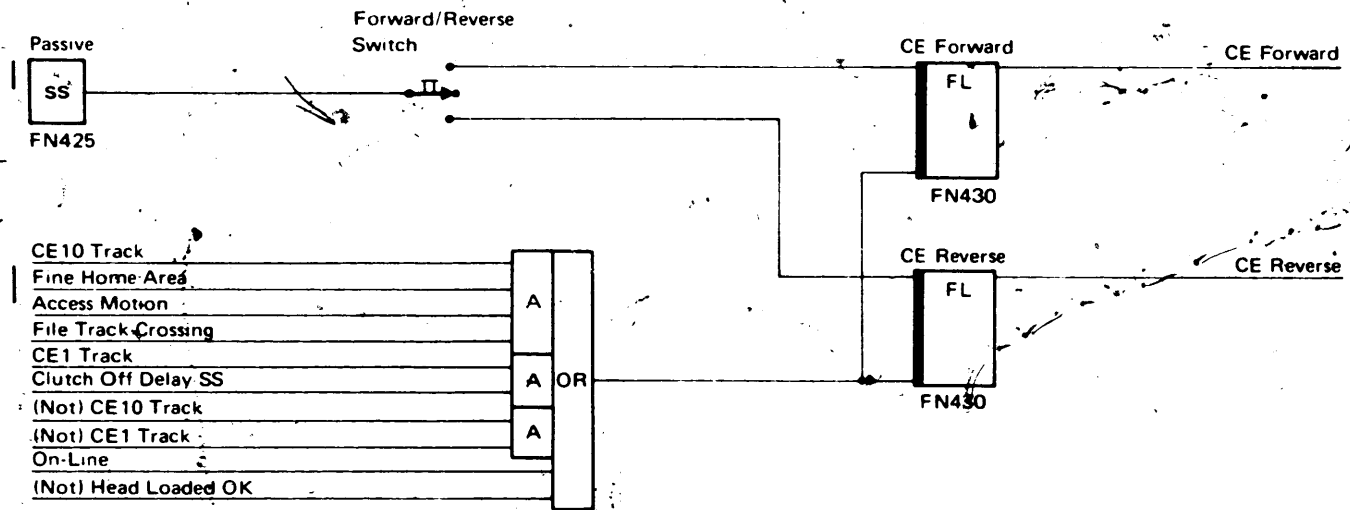 Forward/Reverse
Switch
Passive
SS
FN425
CE Forward
FL
FN430
CE Forward
CE Reverse
FL
FN430
CE Reverse
CE10 Track
Fine Home Area
Access Motion
File Track Crossing
CE1 Track
Clutch Off Delay SS
(Not) CE10 Track
(Not) CE1 Track
On-Line
(Not) Head Loaded OK
A
A
A
OR